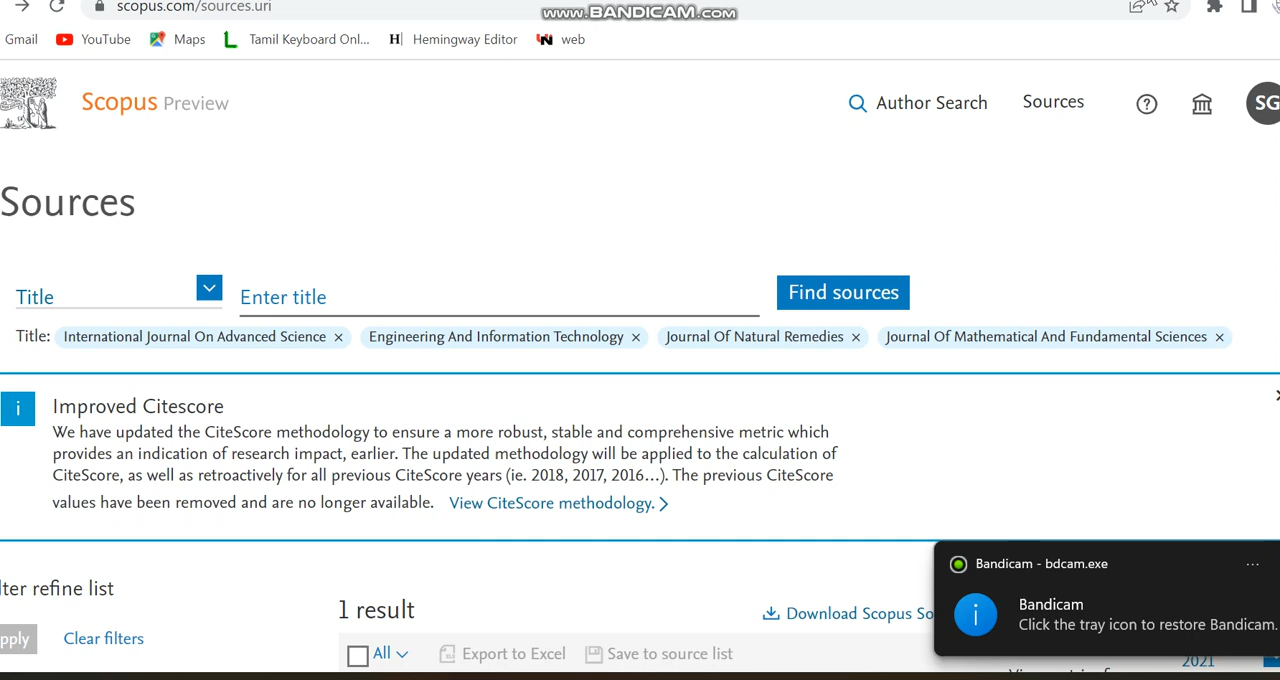 www.BANDICAM.com
scopus.com/sources.uri
Gmail YouTube Maps Tamil Keyboard Onl... Hemingway Editor web
Scopus Preview Author Search Sources SG
Sources
Title Enter title Find sources
Title: International Journal On Advanced Science × Engineering And Information Technology × Journal Of Natural Remedies × Journal Of Mathematical And Fundamental Sciences ×
i Improved Citescore
We have updated the CiteScore methodology to ensure a more robust, stable and comprehensive metric which
provides an indication of research impact, earlier. The updated methodology will be applied to the calculation of
CiteScore, as well as retroactively for all previous CiteScore years (ie. 2018, 2017, 2016...). The previous CiteScore
values have been removed and are no longer available. View CiteScore methodology. >
Bandicam - bdcam.exe ...
lter refine list
Bandicam
Click the tray icon to restore Bandicam.
1 result Download Scopus So
pply Clear filters
All Export to Excel Save to source list
2021